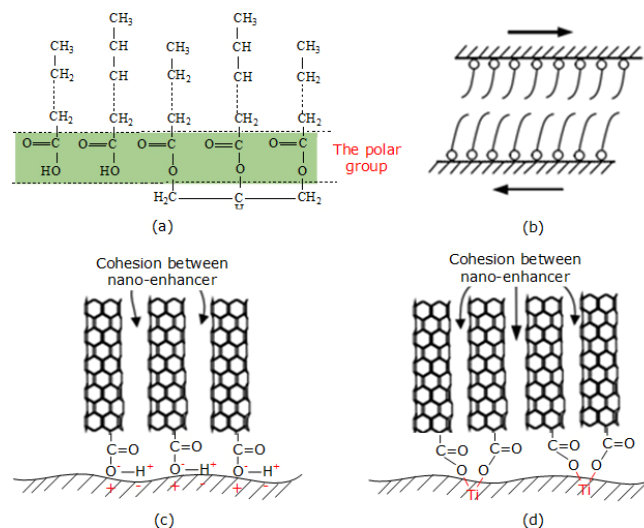 CH₃ CH₃
CH₃ CH CH₃ CH CH₃
CH₂ CH CH₂ CH CH₂
CH₂ CH₂ CH₂ CH₂ CH₂
O=C O=C O=C O=C O=C
HO HO O O O
The polar
group
H₂C C CH₂
H
(a)
(b)
Cohesion between
nano-enhancer
C=O C=O C=O
O⁻—H⁺ O⁻—H⁺ O⁻—H⁺
+ - + - + -
(c)
Cohesion between
nano-enhancer
C=O C=O C=O C=O
O O O O
Ti Ti
(d)